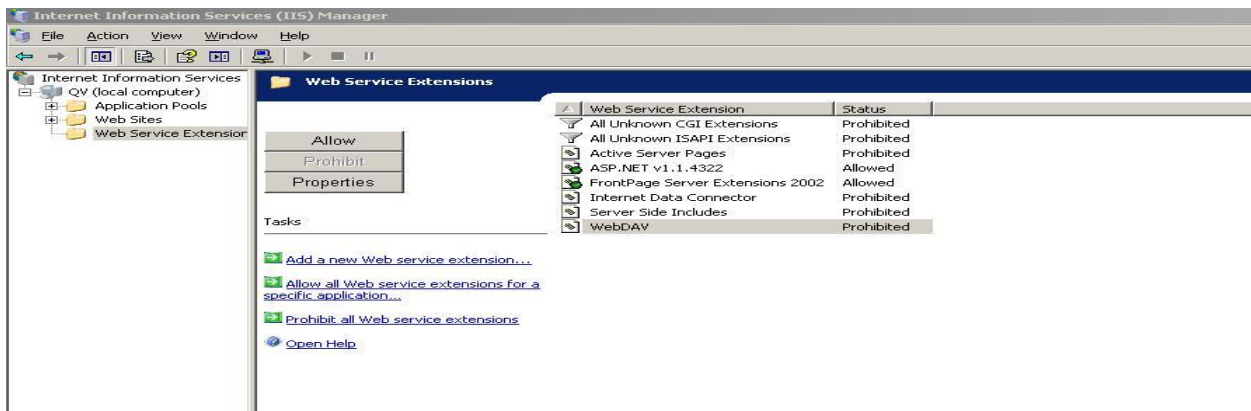 Internet Information Services (IIS) Manager
File Action View Window Help
Internet Information Services
QV (local computer)
Application Pools
Web Sites
Web Service Extension
Web Service Extensions
Allow
Prohibit
Properties
Tasks
Add a new Web service extension...
Allow all Web service extensions for a
specific application...
Prohibit all Web service extensions
Open Help
Web Service Extension Status
All Unknown CGI Extensions Prohibited
All Unknown ISAPI Extensions Prohibited
Active Server Pages Prohibited
ASP.NET v1.1.4322 Allowed
FrontPage Server Extensions 2002 Allowed
Internet Data Connector Prohibited
Server Side Includes Prohibited
WebDAV Prohibited